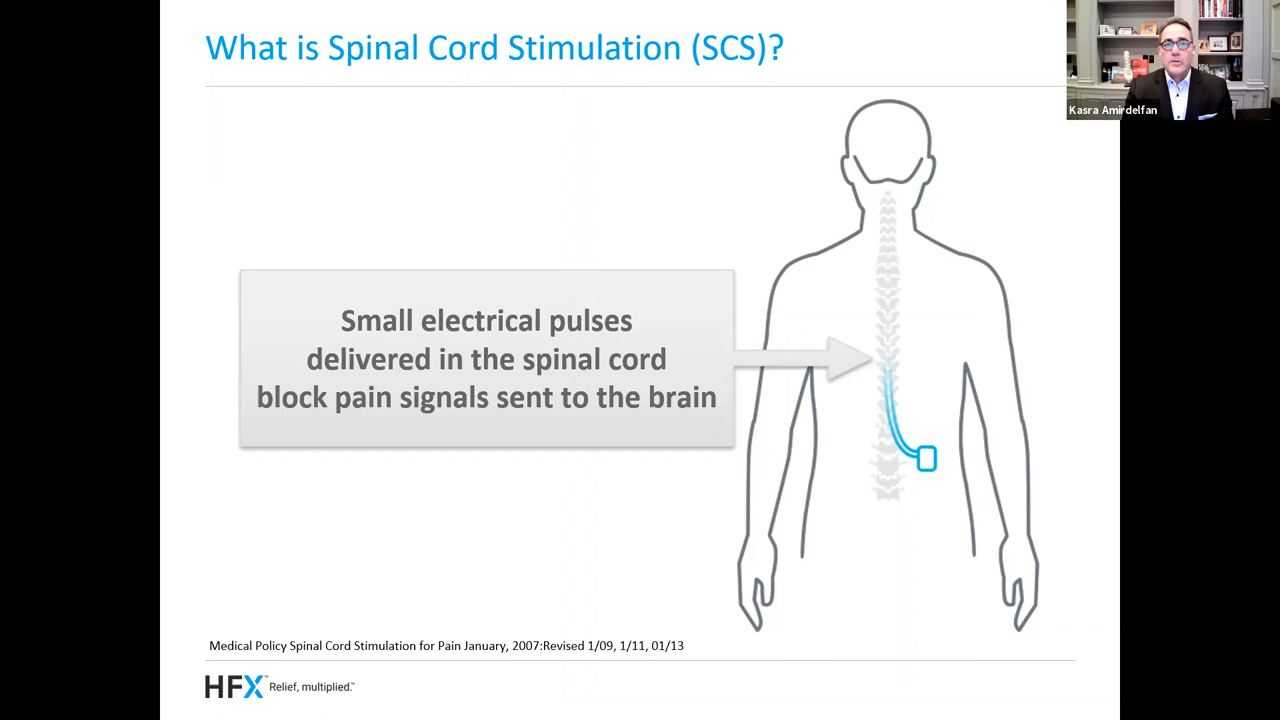 What is Spinal Cord Stimulation (SCS)?
Kasra Amirdelfan
Small electrical pulses
delivered in the spinal cord
block pain signals sent to the brain
Medical Policy Spinal Cord Stimulation for Pain January, 2007:Revised 1/09, 1/11, 01/13
HFX™ Relief, multiplied.™